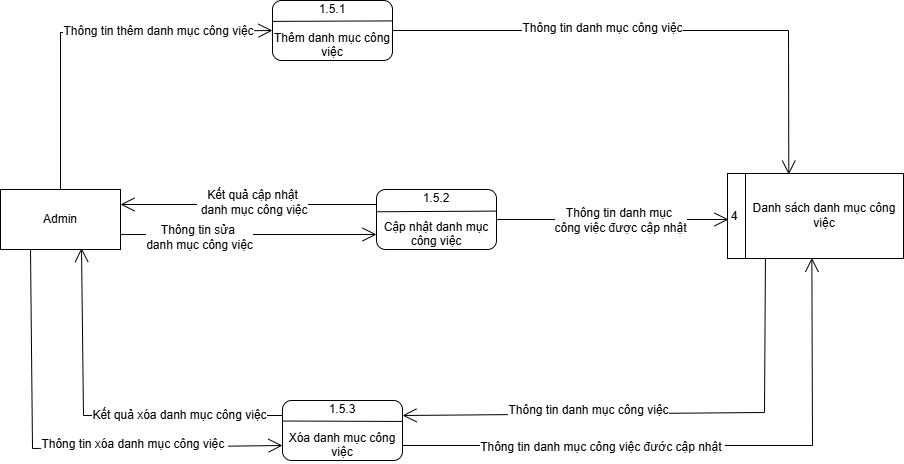 1.5.1
Thông tin thêm danh mục công việc
Thêm danh mục công
việc
Thông tin danh mục công việc
Kết quả cập nhật
danh mục công việc
1.5.2
Cập nhật danh mục
công việc
Admin
Thông tin sửa
danh mục công việc
Thông tin danh mục
công việc được cập nhật
4
Danh sách danh mục công
việc
1.5.3
Xóa danh mục công
việc
Kết quả xóa danh mục công việc
Thông tin danh mục công việc
Thông tin xóa danh mục công việc
Thông tin danh mục công việc đước cập nhật